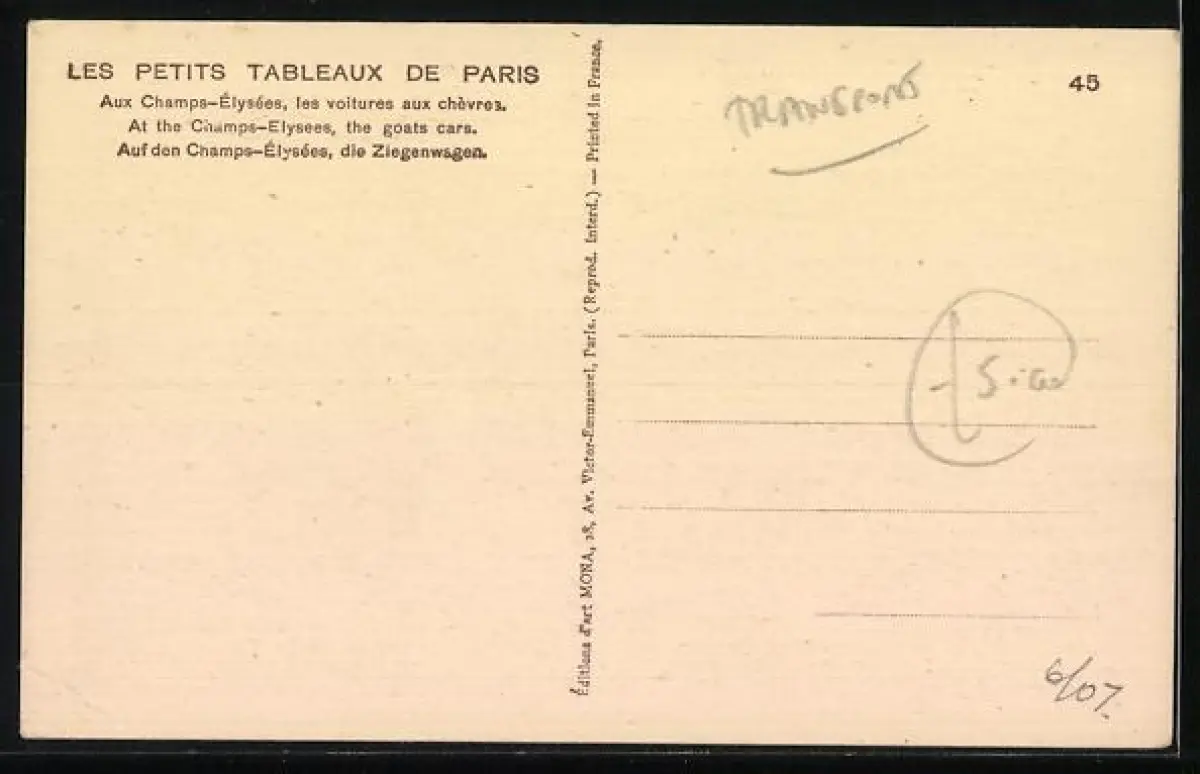 LES PETITS TABLEAUX DE PARIS
Aux Champs-Élysées, les voitures aux chèvres.
At the Champs-Elysees, the goats cars.
Auf den Champs-Élysées, die Ziegenwagen.
Éditions d'art MONA, 28, Av. Victor-Emmanuel, Paris. (Reprod. Interd.) — Printed in France.
TRANSPORT
45
6/07